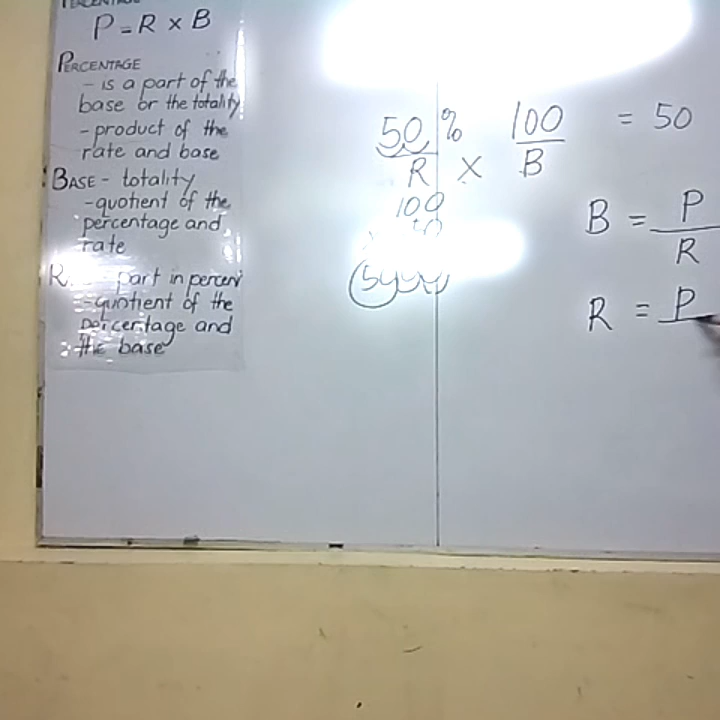 P = R x B
PERCENTAGE
- is a part of the
base or the totality
- product of the
rate and base
BASE - totality
- quotient of the
percentage and
rate
part in percent
- quotient of the
percentage and
the base
50 % 100 = 50
R x B
100
B = P
R
R = P